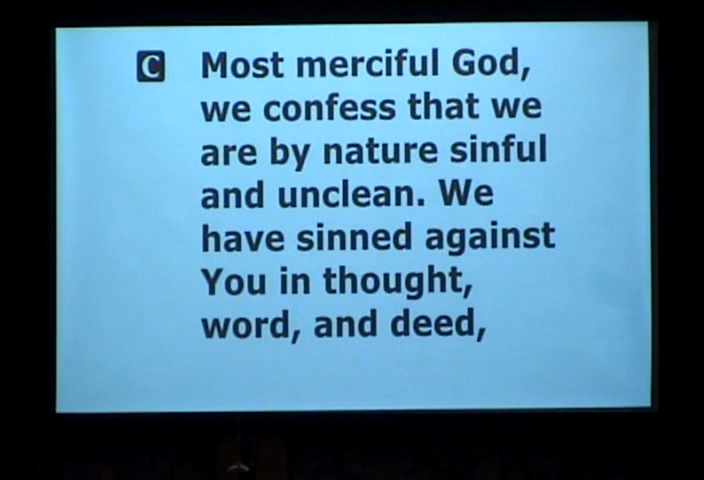 C Most merciful God,
we confess that we
are by nature sinful
and unclean. We
have sinned against
You in thought,
word, and deed,